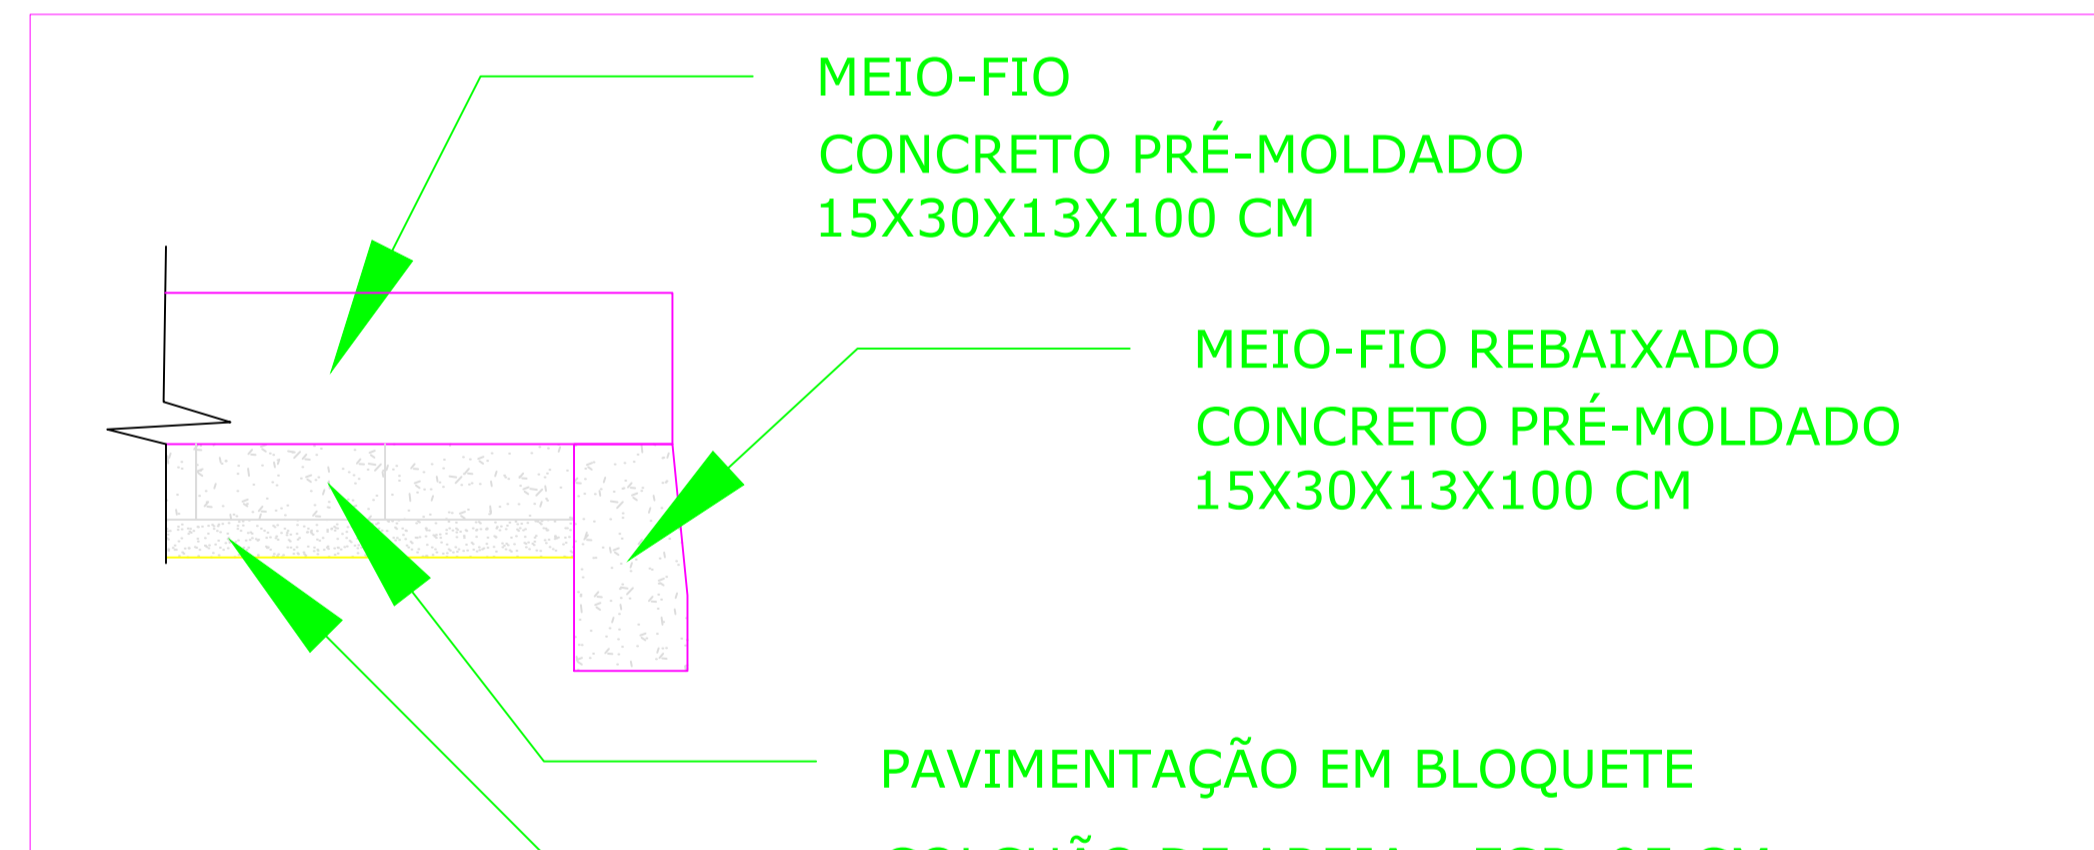 MEIO-FIO
CONCRETO PRÉ-MOLDADO
15X30X13X100 CM
MEIO-FIO REBAIXADO
CONCRETO PRÉ-MOLDADO
15X30X13X100 CM
PAVIMENTAÇÃO EM BLOQUETE